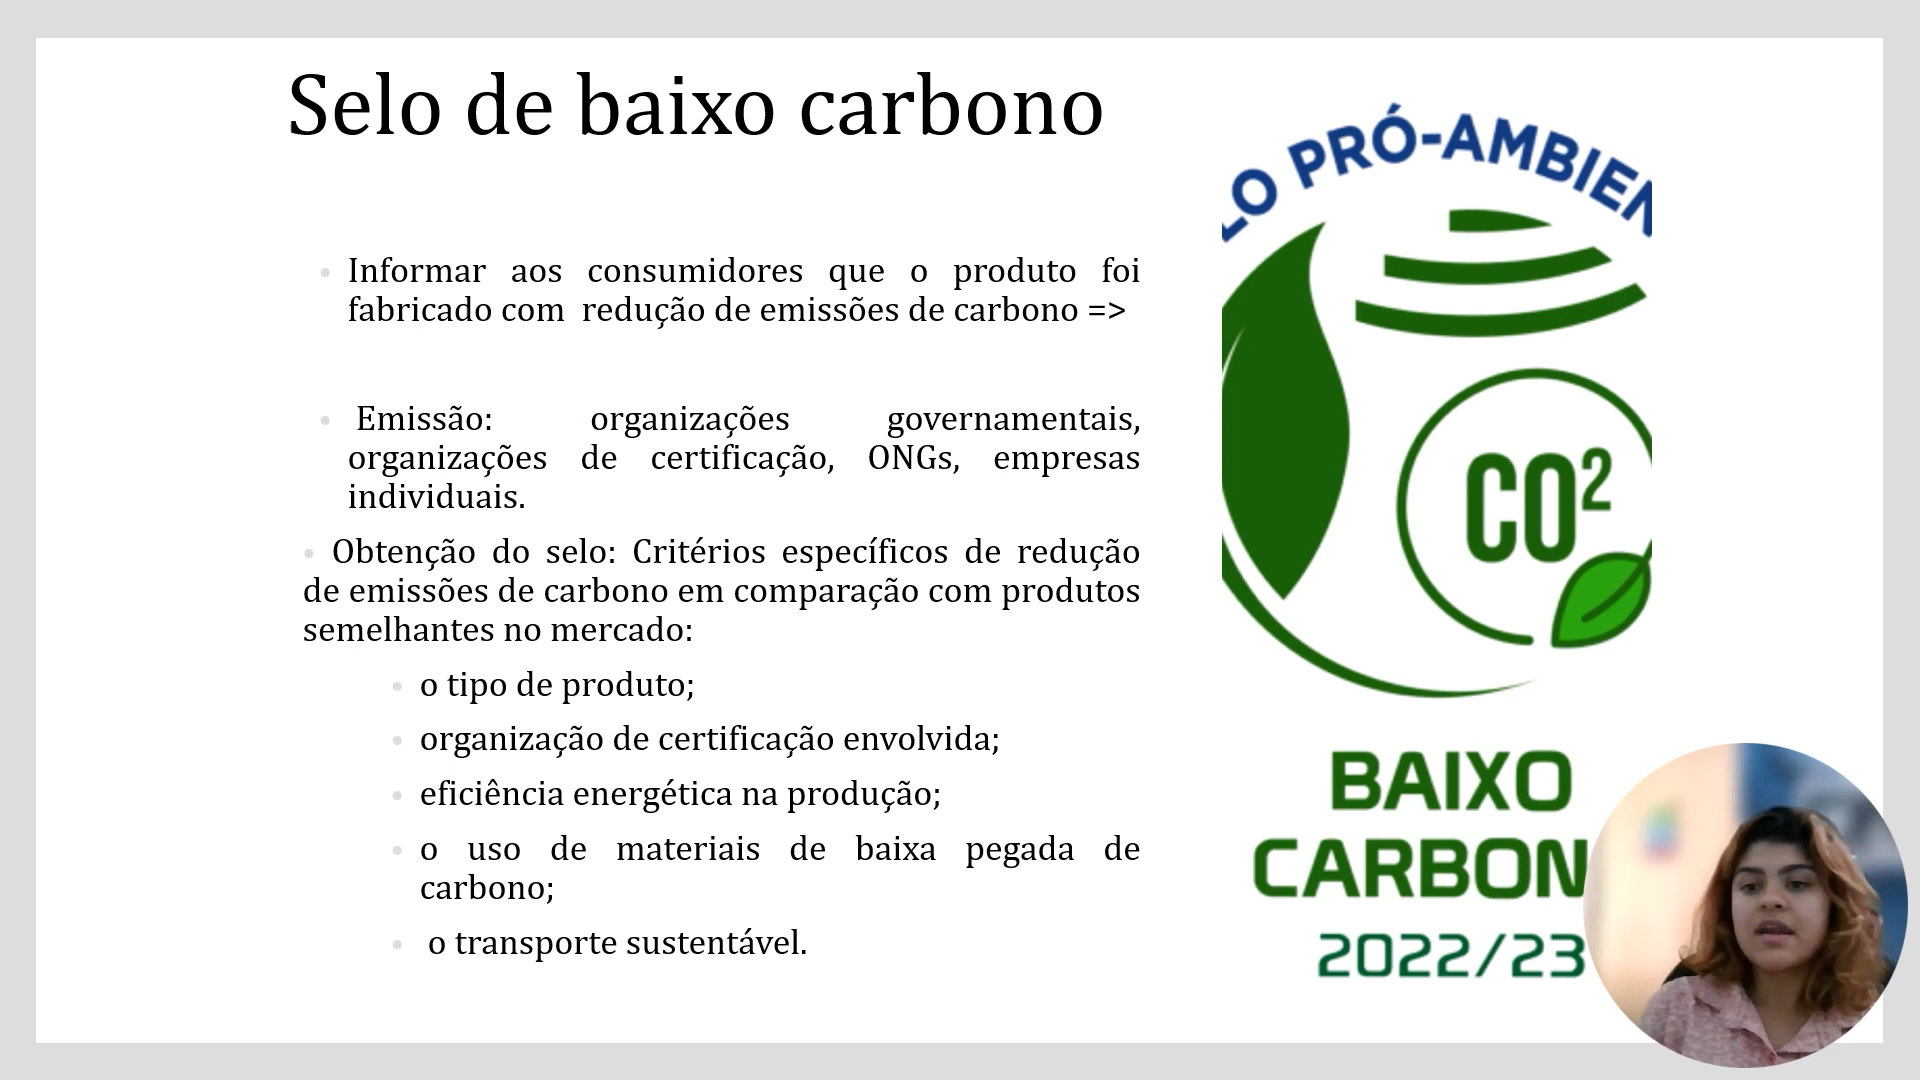 Selo de baixo carbono
Informar aos consumidores que o produto foi
fabricado com redução de emissões de carbono =>
Emissão: organizações governamentais,
organizações de certificação, ONGs, empresas
individuais.
Obtenção do selo: Critérios específicos de redução
de emissões de carbono em comparação com produtos
semelhantes no mercado:
o tipo de produto;
organização de certificação envolvida;
eficiência energética na produção;
o uso de materiais de baixa pegada de
carbono;
o transporte sustentável.
LO PRÓ-AMBIEN
CO²
BAIXO
CARBON
2022/23